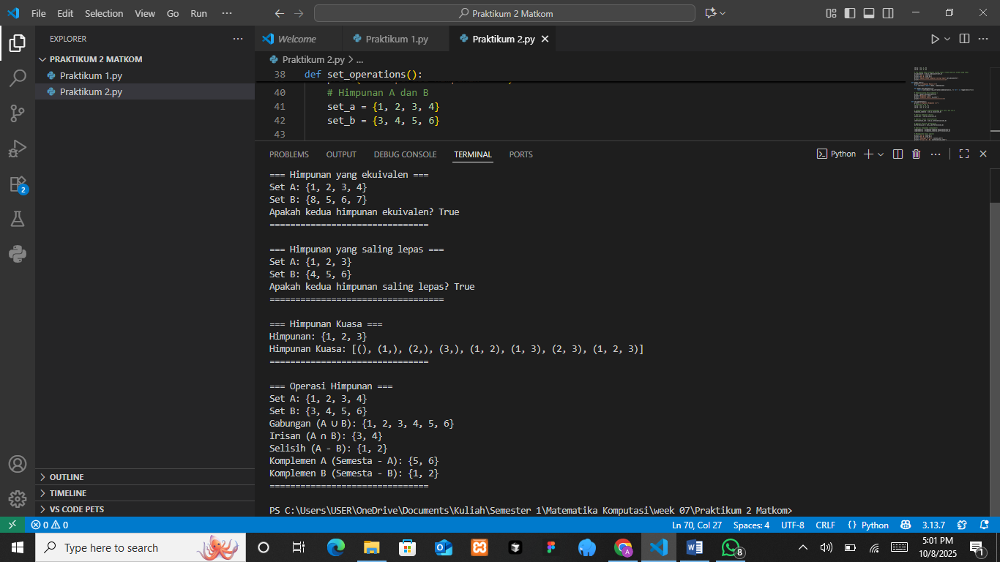 File Edit Selection View Go Run ···
Praktikum 2 Matkom
EXPLORER ···
PRAKTIKUM 2 MATKOM
Praktikum 1.py
Praktikum 2.py
OUTLINE
TIMELINE
VS CODE PETS
2
Welcome Praktikum 1.py Praktikum 2.py
Praktikum 2.py > ...
38 def set_operations():
40 # Himpunan A dan B
41 set_a = {1, 2, 3, 4}
42 set_b = {3, 4, 5, 6}
43
PROBLEMS OUTPUT DEBUG CONSOLE TERMINAL PORTS
Python
=== Himpunan yang ekuivalen ===
Set A: {1, 2, 3, 4}
Set B: {8, 5, 6, 7}
Apakah kedua himpunan ekuivalen? True
===============================

=== Himpunan yang saling lepas ===
Set A: {1, 2, 3}
Set B: {4, 5, 6}
Apakah kedua himpunan saling lepas? True
==================================

=== Himpunan Kuasa ===
Himpunan: {1, 2, 3}
Himpunan Kuasa: [(), (1,), (2,), (3,), (1, 2), (1, 3), (2, 3), (1, 2, 3)]
===============================

=== Operasi Himpunan ===
Set A: {1, 2, 3, 4}
Set B: {3, 4, 5, 6}
Gabungan (A ∪ B): {1, 2, 3, 4, 5, 6}
Irisan (A ∩ B): {3, 4}
Selisih (A - B): {1, 2}
Komplemen A (Semesta - A): {5, 6}
Komplemen B (Semesta - B): {1, 2}
===============================

PS C:\Users\USER\OneDrive\Documents\Kuliah\Semester 1\Matematika Komputasi\week 07\Praktikum 2 Matkom>
0 0
Ln 70, Col 27 Spaces: 4 UTF-8 CRLF {} Python 3.13.7
Type here to search
A
8
5:01 PM
10/8/2025
1